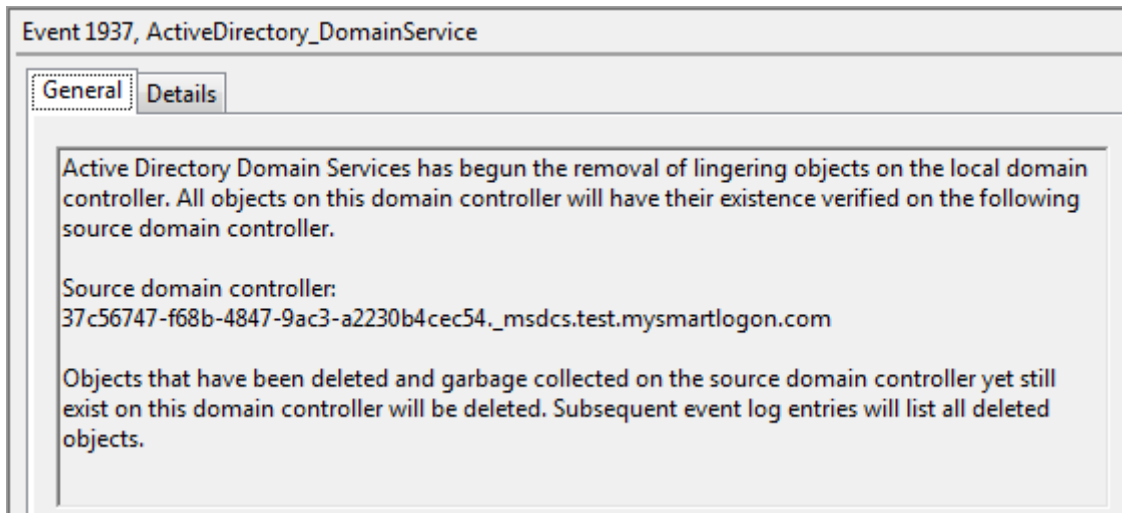 Event 1937, ActiveDirectory_DomainService
General Details
Active Directory Domain Services has begun the removal of lingering objects on the local domain
controller. All objects on this domain controller will have their existence verified on the following
source domain controller.
Source domain controller:
37c56747-f68b-4847-9ac3-a2230b4cec54._msdcs.test.mysmartlogon.com
Objects that have been deleted and garbage collected on the source domain controller yet still
exist on this domain controller will be deleted. Subsequent event log entries will list all deleted
objects.